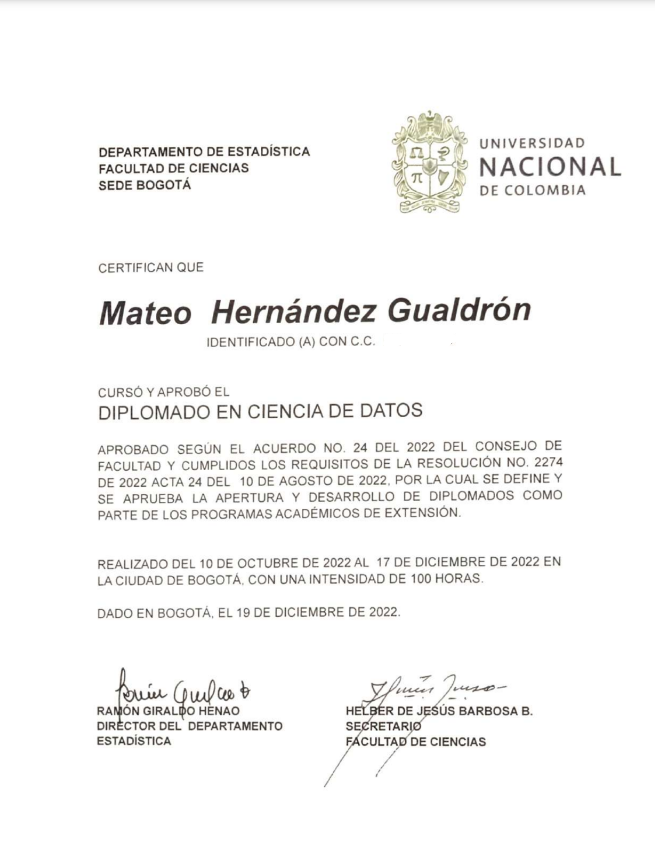 DEPARTAMENTO DE ESTADÍSTICA
FACULTAD DE CIENCIAS
SEDE BOGOTÁ
UNIVERSIDAD
NACIONAL
DE COLOMBIA
CERTIFICAN QUE
Mateo Hernández Gualdrón
IDENTIFICADO (A) CON C.C.
CURSÓ Y APROBÓ EL
DIPLOMADO EN CIENCIA DE DATOS
APROBADO SEGÚN EL ACUERDO NO. 24 DEL 2022 DEL CONSEJO DE
FACULTAD Y CUMPLIDOS LOS REQUISITOS DE LA RESOLUCIÓN NO. 2274
DE 2022 ACTA 24 DEL 10 DE AGOSTO DE 2022, POR LA CUAL SE DEFINE Y
SE APRUEBA LA APERTURA Y DESARROLLO DE DIPLOMADOS COMO
PARTE DE LOS PROGRAMAS ACADÉMICOS DE EXTENSIÓN.
REALIZADO DEL 10 DE OCTUBRE DE 2022 AL 17 DE DICIEMBRE DE 2022 EN
LA CIUDAD DE BOGOTÁ, CON UNA INTENSIDAD DE 100 HORAS.
DADO EN BOGOTÁ, EL 19 DE DICIEMBRE DE 2022.
RAMÓN GIRALDO HENAO
DIRECTOR DEL DEPARTAMENTO
ESTADÍSTICA
HELBER DE JESÚS BARBOSA B.
SECRETARIO
FACULTAD DE CIENCIAS